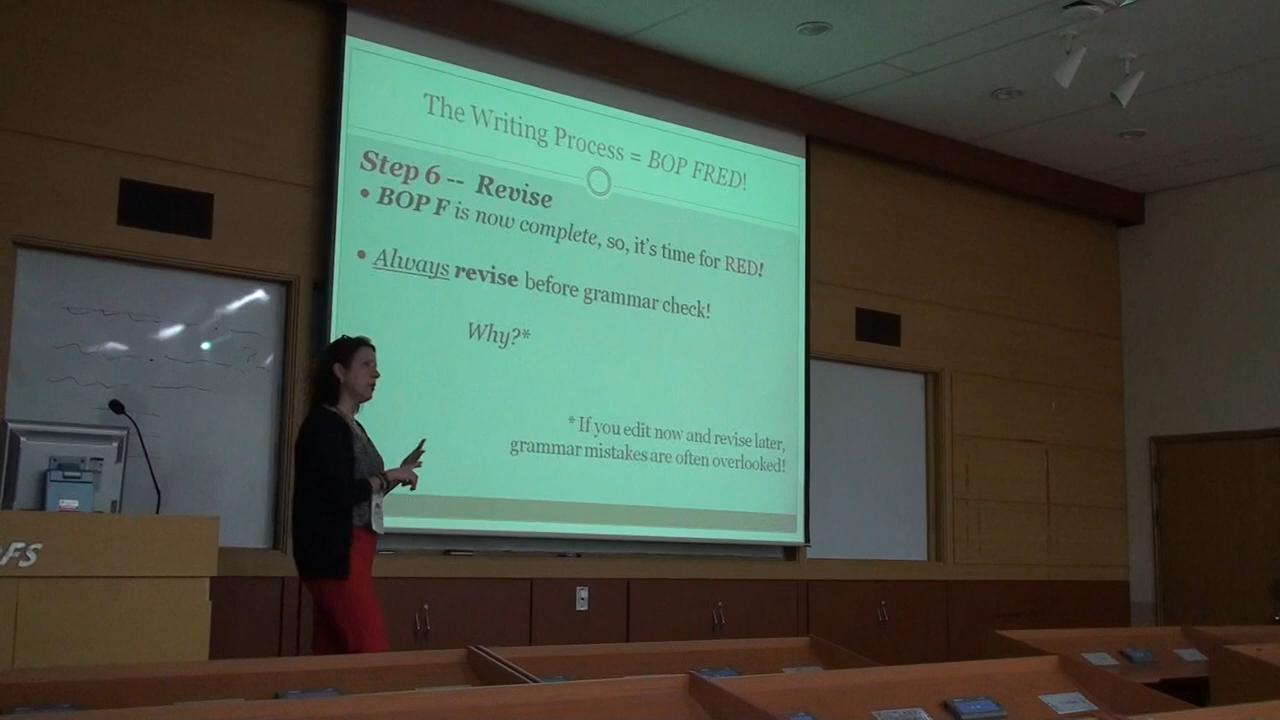 The Writing Process = BOP FRED!
Step 6 -- Revise
• BOP F is now complete, so, it's time for RED!
• Always revise before grammar check!
Why?*
* If you edit now and revise later,
grammar mistakes are often overlooked!
FS